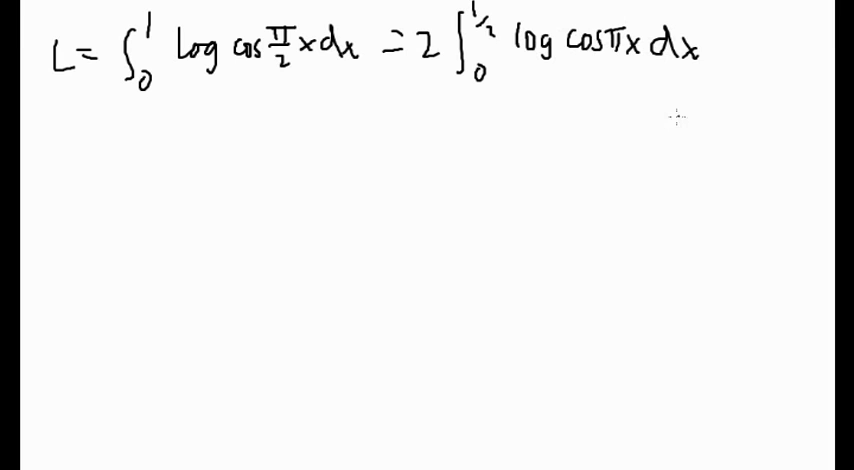 L = ∫₀¹ log cos π/2 x dx = 2 ∫₀^½ log cos πx dx